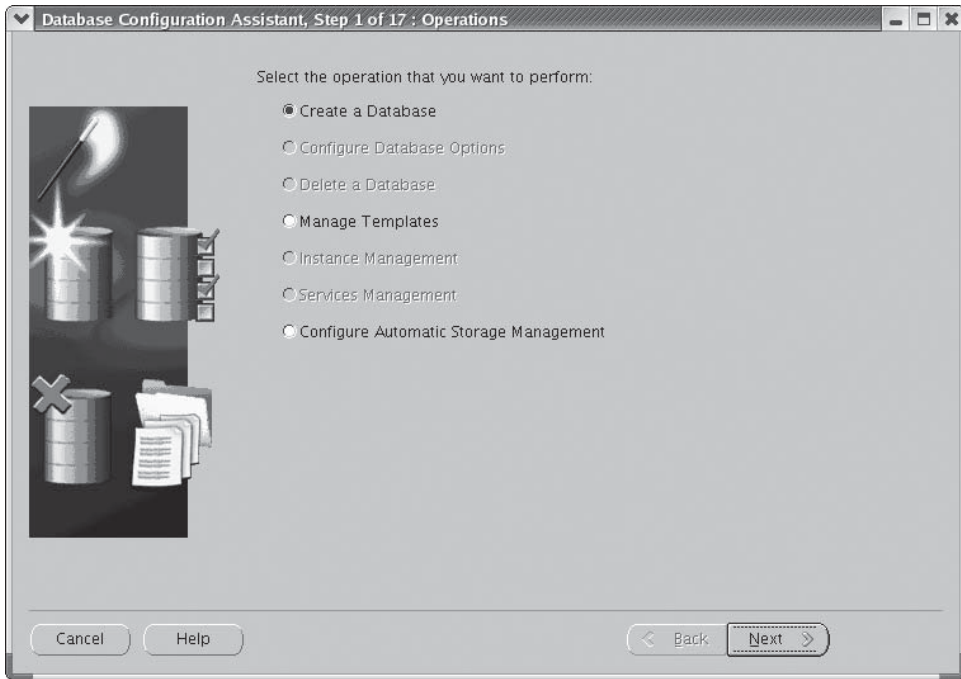 Database Configuration Assistant, Step 1 of 17 : Operations
Select the operation that you want to perform:
Create a Database
Configure Database Options
Delete a Database
Manage Templates
Instance Management
Services Management
Configure Automatic Storage Management
Cancel
Help
Back
Next